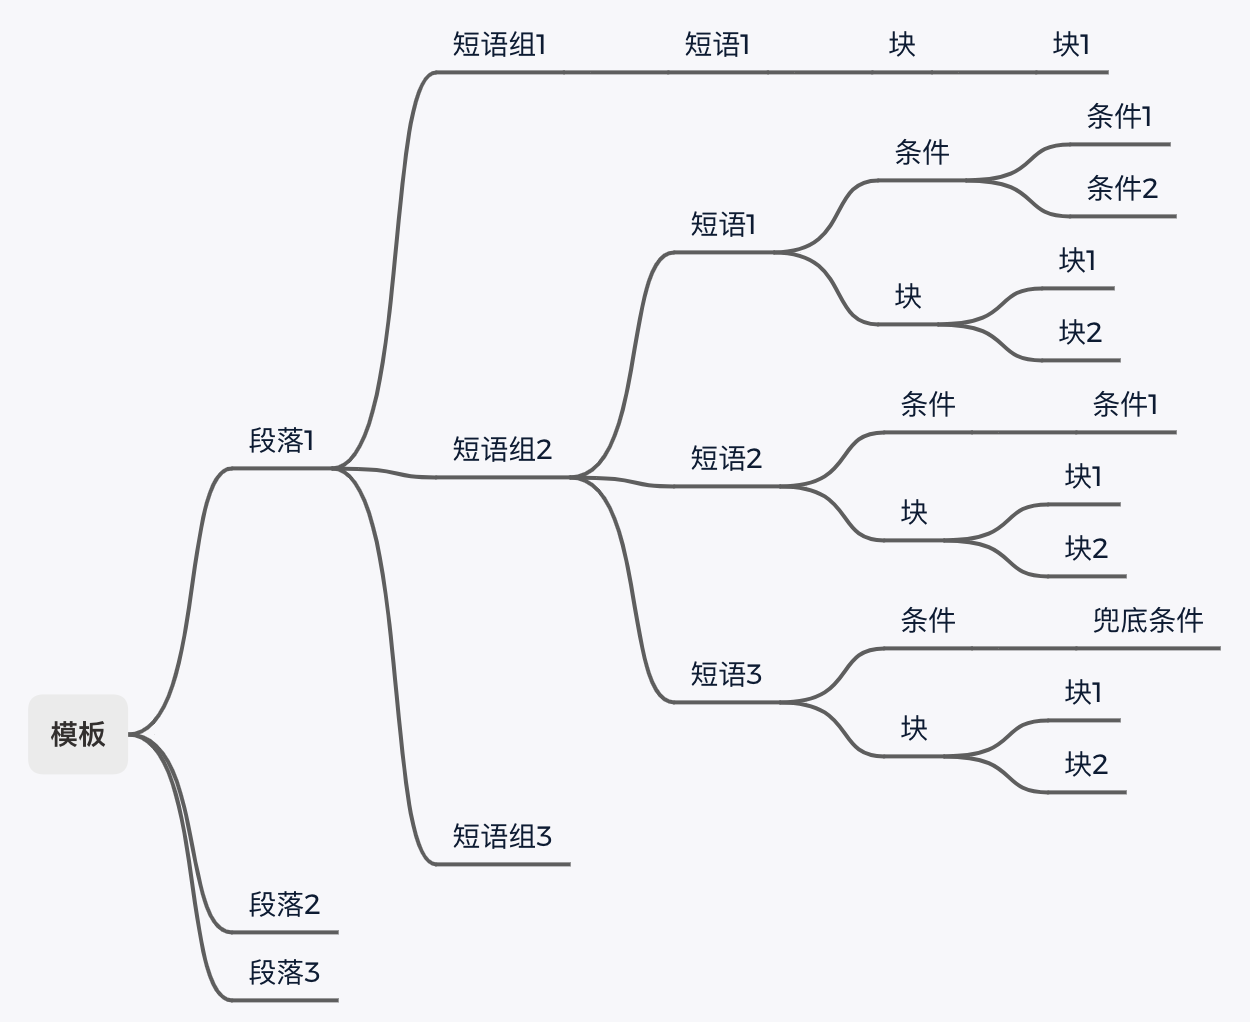 模板
段落1
短语组1
短语1
块
块1
短语组2
短语1
条件
条件1
条件2
块
块1
块2
短语2
条件
条件1
块
块1
块2
短语3
条件
兜底条件
块
块1
块2
短语组3
段落2
段落3